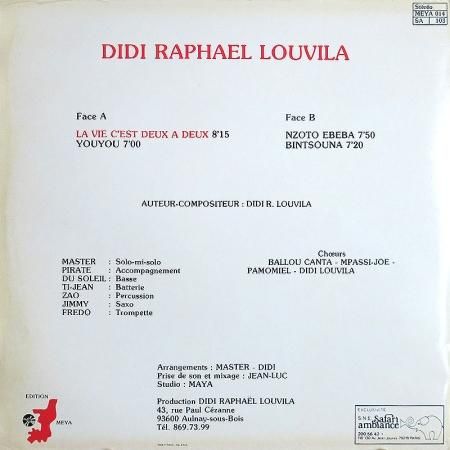 Stéréo
MEYA 014
SA | 103
DIDI RAPHAEL LOUVILA
Face A
LA VIE C'EST DEUX A DEUX 8'15
YOUYOU 7'00
Face B
NZOTO EBEBA 7'50
BINTSOUNA 7'20
AUTEUR-COMPOSITEUR : DIDI R. LOUVILA
MASTER : Solo-mi-solo
PIRATE : Accompagnement
DU SOLEIL : Basse
TI-JEAN : Batterie
ZAO : Percussion
JIMMY : Saxo
FREDO : Trompette
Chœurs
BALLOU CANTA - MPASSI-JOE -
PAMOMIEL - DIDI LOUVILA
Arrangements : MASTER - DIDI
Prise de son et mixage : JEAN-LUC
Studio : MAYA
Production DIDI RAPHAËL LOUVILA
43, rue Paul Cézanne
93600 Aulnay-sous-Bois
Tél. 869.73.99
EDITION
MEYA
EXCLUSIVITÉ
S.N.E. Safari
ambiance